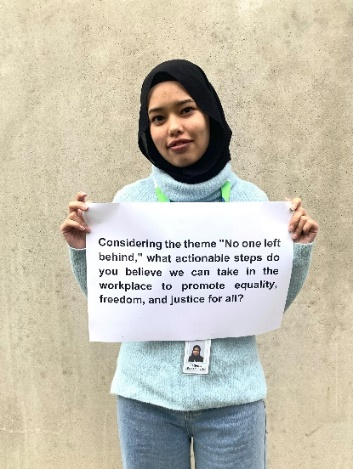 Considering the theme "No one left
behind," what actionable steps do
you believe we can take in the
workplace to promote equality,
freedom, and justice for all?